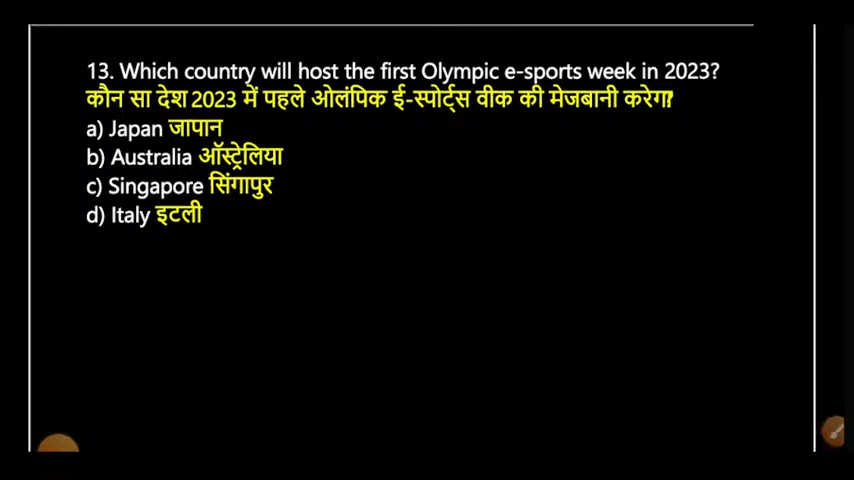 13. Which country will host the first Olympic e-sports week in 2023?
कौन सा देश 2023 में पहले ओलंपिक ई-स्पोर्ट्स वीक की मेजबानी करेगा?
a) Japan जापान
b) Australia ऑस्ट्रेलिया
c) Singapore सिंगापुर
d) Italy इटली